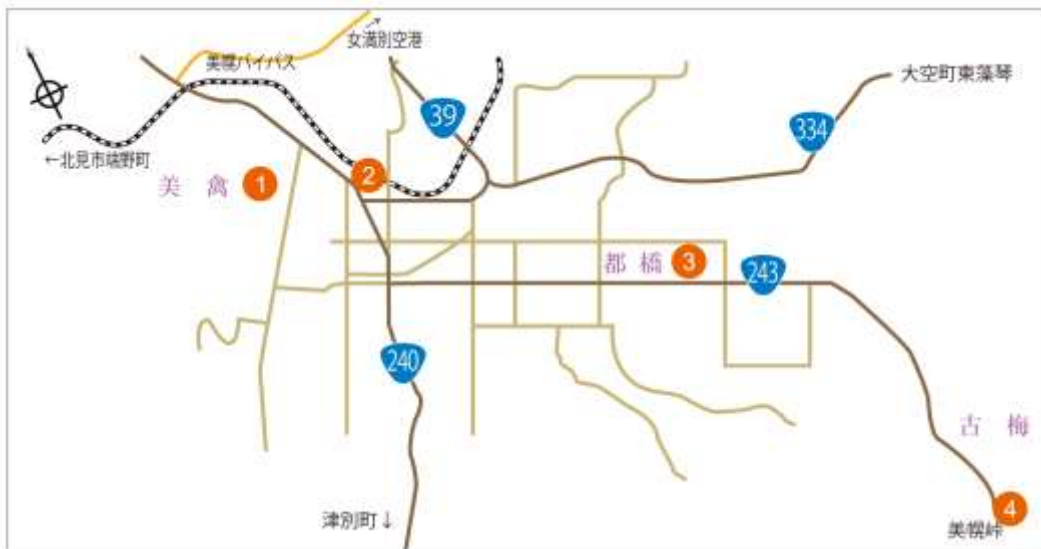 女満別空港
美幌バイパス
大空町東藻琴
39
334
←北見市端野町
美 禽
1
2
都 橋
3
243
240
古 梅
4
津別町↓
美幌峠